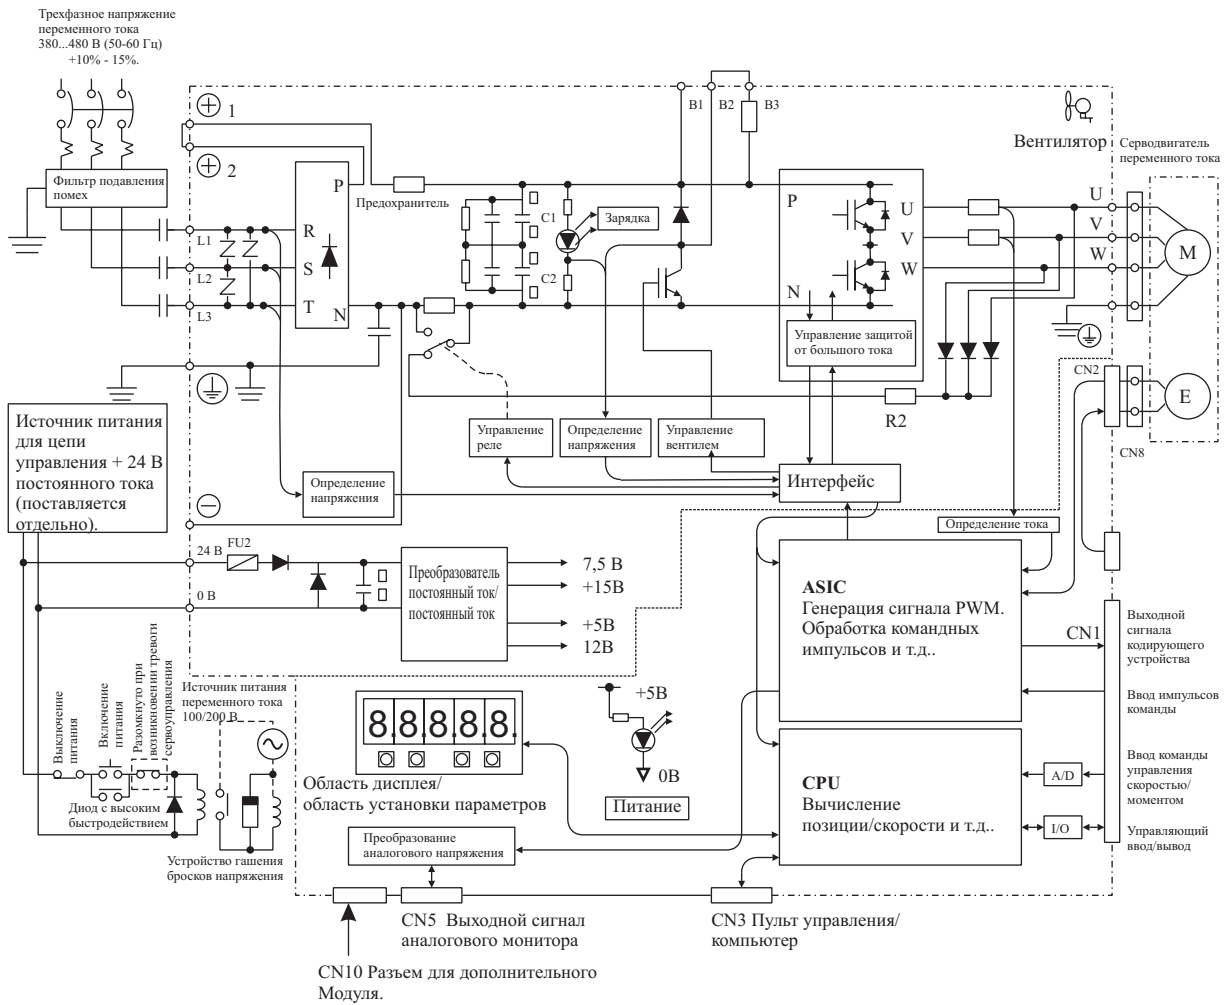 Трехфазное напряжение
переменного тока
380...480 В (50-60 Гц)
+10% - 15%.
1
2
B1
B2
B3
Вентилятор
Серводвигатель
переменного тока
Фильтр подавления
помех
P
Предохранитель
C1
Зарядка
P
U
U
L1
R
V
V
M
L2
S
C2
W
W
L3
T
N
N
Управление защитой
от большого тока
CN2
R2
E
CN8
Источник питания
для цепи
управления + 24 В
постоянного тока
(поставляется
отдельно).
Управление
реле
Определение
напряжения
Управление
вентилем
Определение
напряжения
Интерфейс
Определение тока
24 В
FU2
0 В
Преобразователь
постоянный ток/
постоянный ток
7,5 В
+15В
+5В
12В
ASIC
Генерация сигнала PWM.
Обработка командных
импульсов и т.д..
CN1
Выходной
сигнала
кодирующего
устройства
Ввод импульсов
команды
Выключение
питания
Включение
питания
Разомкнуто при
возникновении тревоги
сервоуправления
Источник питания
переменного тока
100/200 В
8.8.8.8.8.
+5В
0В
Питание
Область дисплея/
область установки параметров
Диод с высоким
быстродействием
Устройство гашения
бросков напряжения
CPU
Вычисление
позиции/скорости и т.д..
A/D
I/O
Ввод команды
управления
скоростью/
моментом
Управляющий
ввод/вывод
Преобразование
аналогового напряжения
CN5 Выходной сигнал
аналогового монитора
CN3 Пульт управления/
компьютер
CN10 Разъем для дополнительного
Модуля.